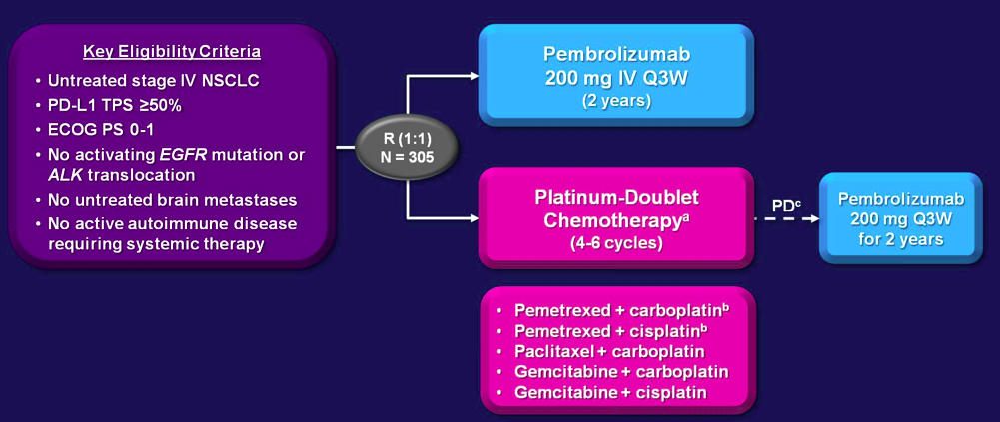 Key Eligibility Criteria
• Untreated stage IV NSCLC
• PD-L1 TPS ≥50%
• ECOG PS 0-1
• No activating EGFR mutation or
ALK translocation
• No untreated brain metastases
• No active autoimmune disease
requiring systemic therapy
R (1:1)
N = 305
Pembrolizumab
200 mg IV Q3W
(2 years)
Platinum-Doublet
Chemotherapyᵃ
(4-6 cycles)
PDᶜ
Pembrolizumab
200 mg Q3W
for 2 years
• Pemetrexed + carboplatinᵇ
• Pemetrexed + cisplatinᵇ
• Paclitaxel + carboplatin
• Gemcitabine + carboplatin
• Gemcitabine + cisplatin